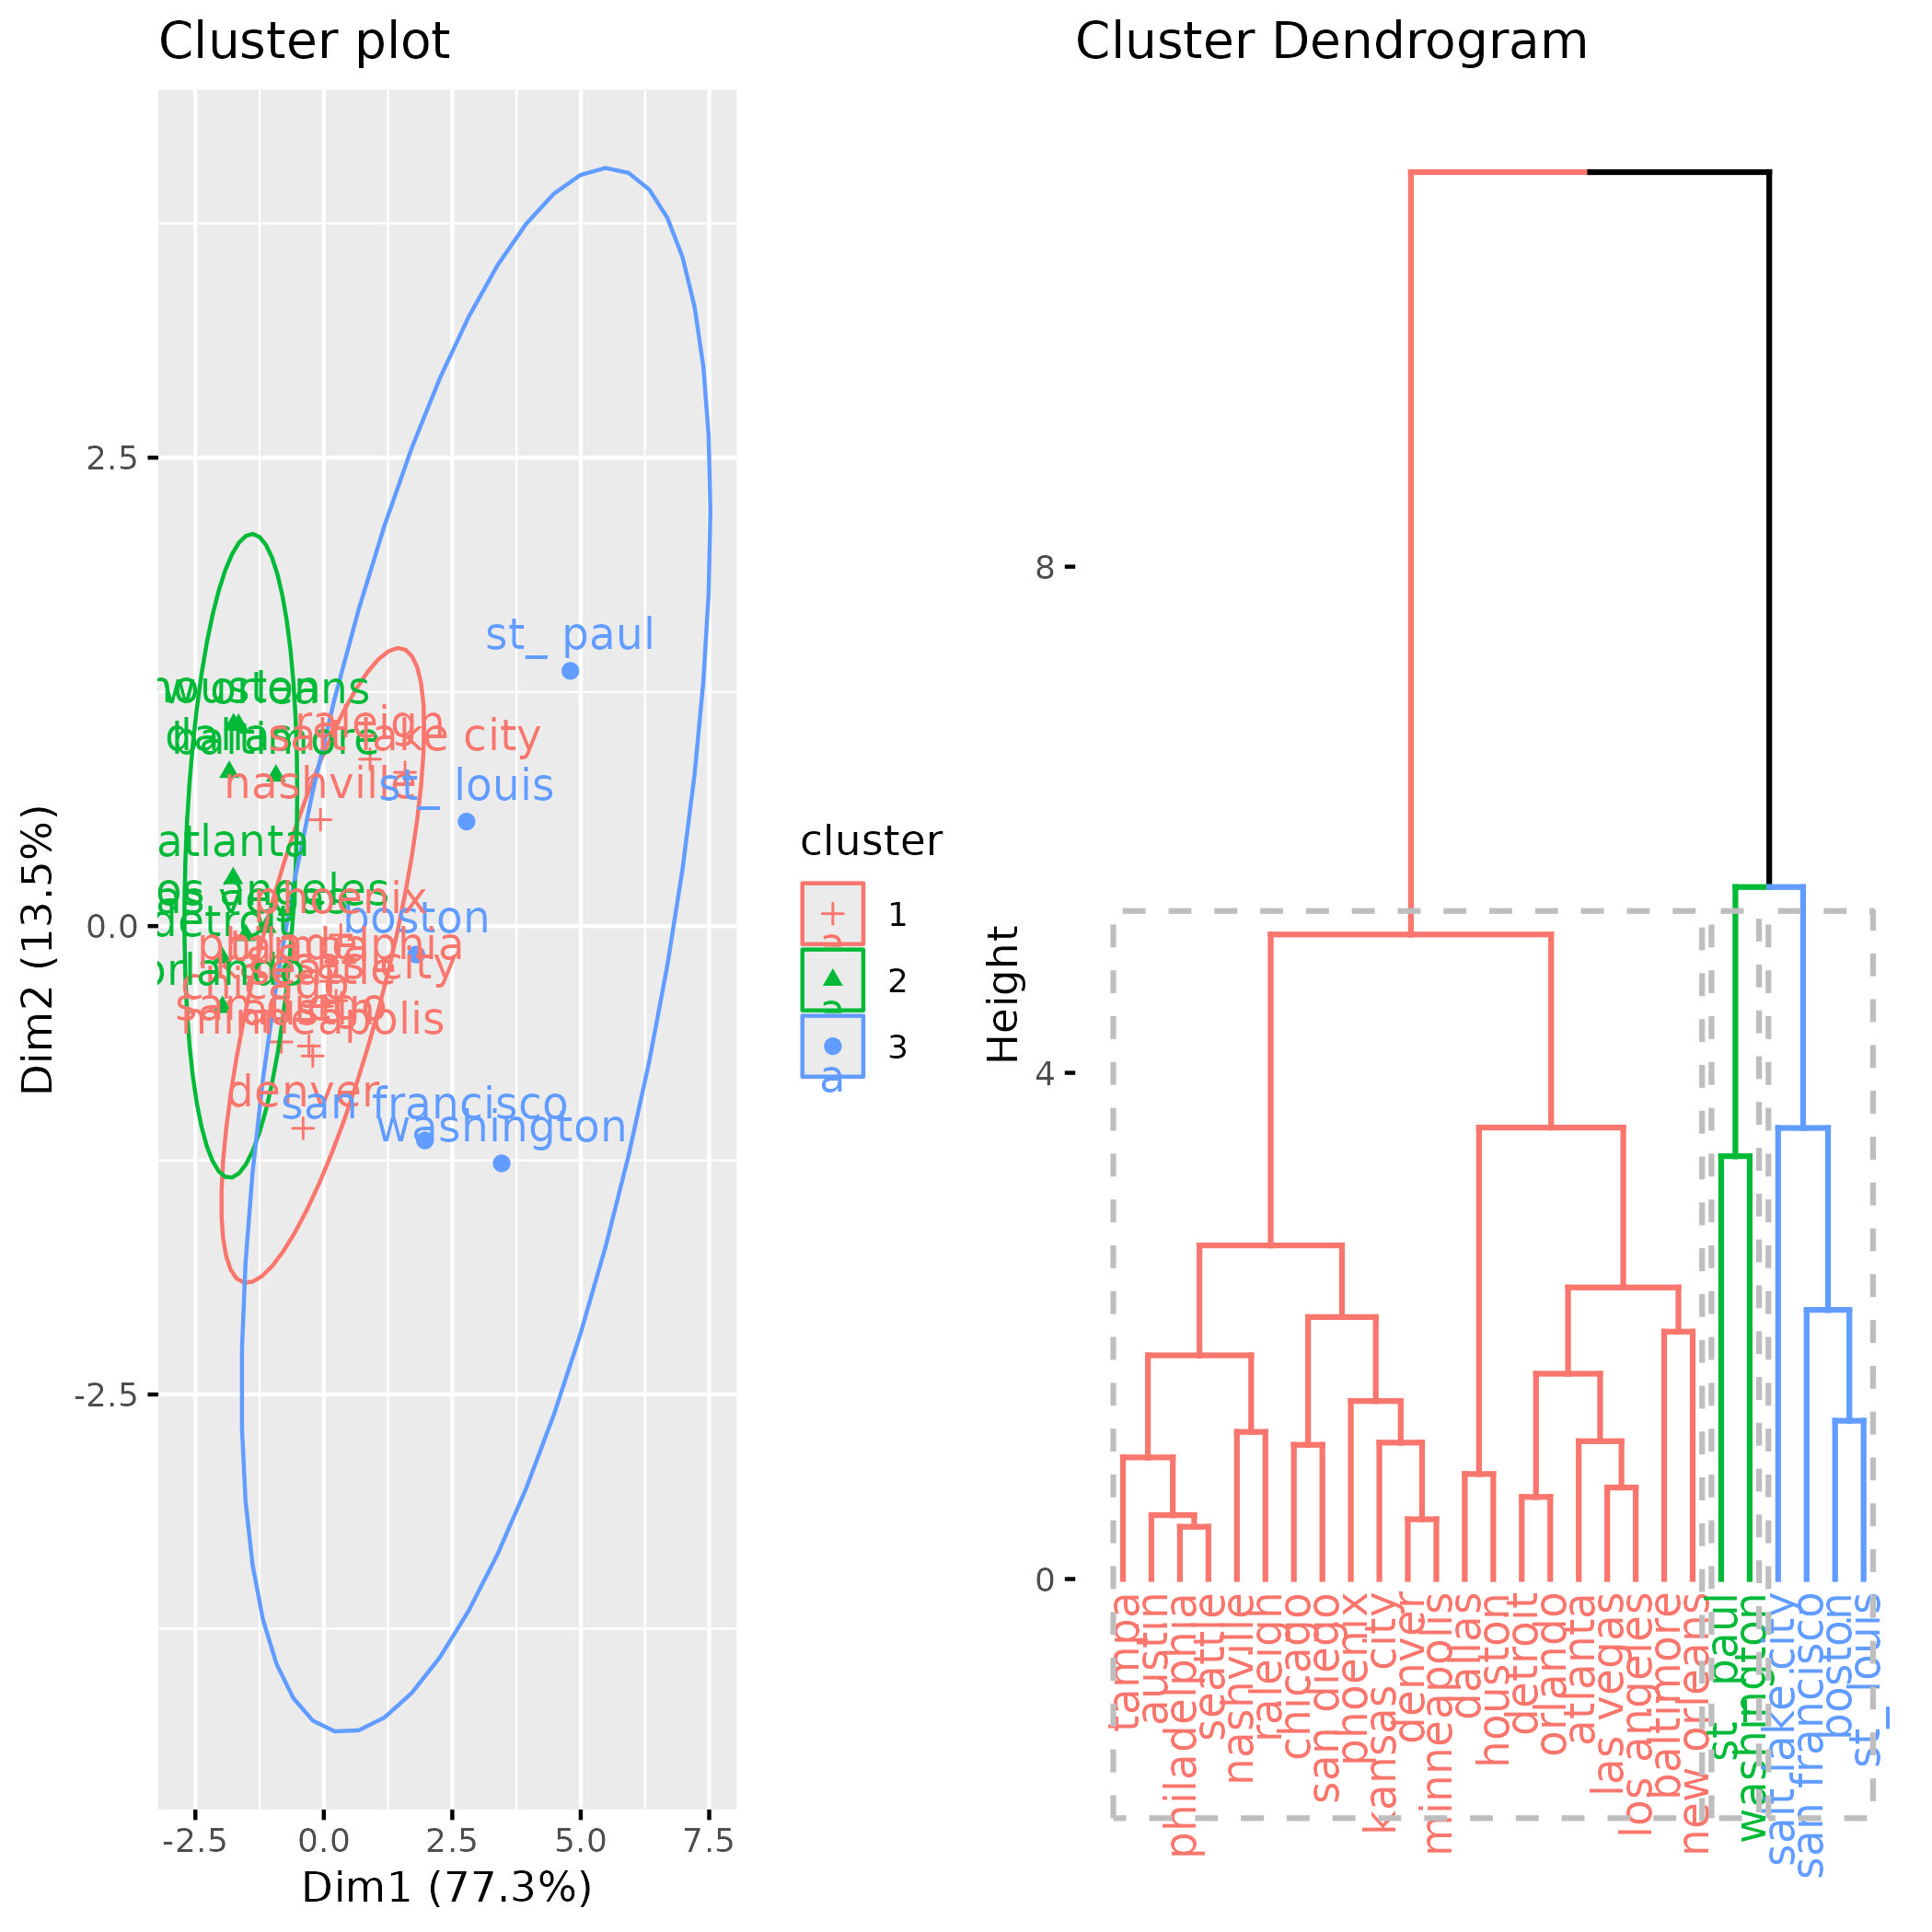 Cluster plot
2.5
0.0
-2.5
Dim2 (13.5%)
-2.5 0.0 2.5 5.0 7.5
Dim1 (77.3%)
st_ paul
raleigh
salt lake city
baltimore
nashville
st_ louis
atlanta
phoenix
boston
philadelphia
minneapolis
denver
san francisco
washington
cluster
a 1
a 2
a 3
Cluster Dendrogram
8
4
0
Height
tampa
austin
philadelphia
seattle
nashville
raleigh
chicago
san diego
phoenix
kansas city
denver
minneapolis
dallas
houston
detroit
orlando
atlanta
las vegas
los angeles
baltimore
new orleans
st_ paul
washington
salt lake city
san francisco
boston
st_ louis